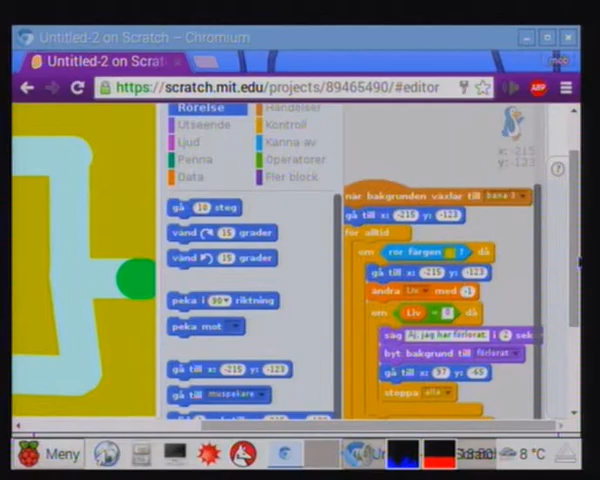 Untitled-2 on Scratch – Chromium
Untitled-2 on Scrat
https://scratch.mit.edu/projects/89465490/#editor
ABP
Rörelse
Händelser
Utseende
Kontroll
Ljud
Känna av
Penna
Operatorer
Data
Fler block
x: -215
y: -123
gå 10 steg
vänd 15 grader
vänd 15 grader
peka i 90 riktning
peka mot
gå till x: -215 y: -123
gå till muspekare
när bakgrunden växlar till bana 3
gå till x: -215 y: -123
för alltid
om rör färgen ? då
gå till x: -215 y: -123
ändra Liv med -1
om Liv = 0 då
säg Aj, jag har förlorat i 2 sek
byt bakgrund till förlorat
gå till x: 97 y: -65
stoppa alla
Meny
8 °C